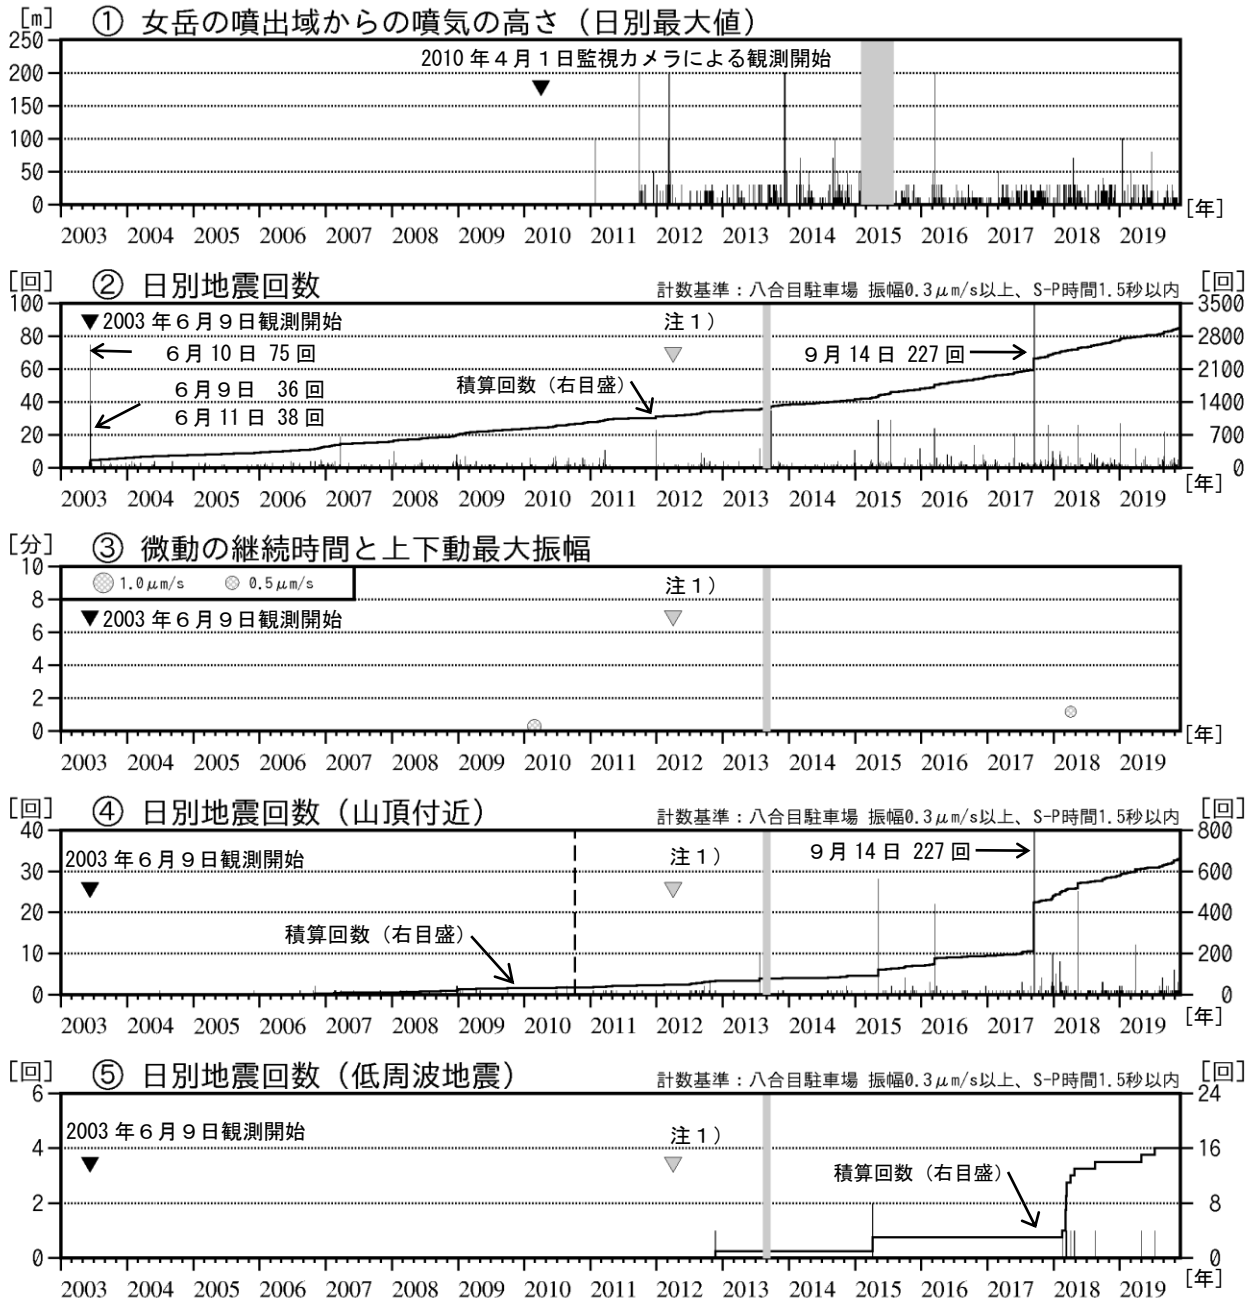 [m] ① 女岳の噴出域からの噴気の高さ（日別最大値）
250
200
150
100
50
0
2010 年４月１日監視カメラによる観測開始
2003 2004 2005 2006 2007 2008 2009 2010 2011 2012 2013 2014 2015 2016 2017 2018 2019
[年]
[回] ② 日別地震回数
計数基準：八合目駐車場 振幅0.3μm/s以上、S-P時間1.5秒以内 [回]
100
80
60
40
20
0
3500
2800
2100
1400
700
0
2003 年６月９日観測開始
６月 10 日 75 回
６月９日 36 回
６月 11 日 38 回
積算回数（右目盛）
注１）
９月 14 日 227 回
2003 2004 2005 2006 2007 2008 2009 2010 2011 2012 2013 2014 2015 2016 2017 2018 2019
[年]
[分] ③ 微動の継続時間と上下動最大振幅
10
8
6
4
2
0
1.0μm/s 0.5μm/s
2003 年６月９日観測開始
注１）
2003 2004 2005 2006 2007 2008 2009 2010 2011 2012 2013 2014 2015 2016 2017 2018 2019
[年]
[回] ④ 日別地震回数（山頂付近）
計数基準：八合目駐車場 振幅0.3μm/s以上、S-P時間1.5秒以内 [回]
40
30
20
10
0
800
600
400
200
0
2003 年６月９日観測開始
積算回数（右目盛）
注１）
９月 14 日 227 回
2003 2004 2005 2006 2007 2008 2009 2010 2011 2012 2013 2014 2015 2016 2017 2018 2019
[年]
[回] ⑤ 日別地震回数（低周波地震）
計数基準：八合目駐車場 振幅0.3μm/s以上、S-P時間1.5秒以内 [回]
6
4
2
0
24
16
8
0
2003 年６月９日観測開始
注１）
積算回数（右目盛）
2003 2004 2005 2006 2007 2008 2009 2010 2011 2012 2013 2014 2015 2016 2017 2018 2019
[年]